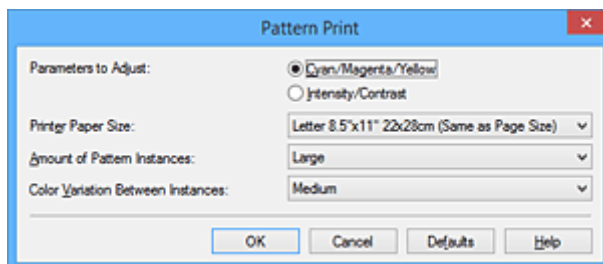 Pattern Print
Parameters to Adjust:
Cyan/Magenta/Yellow
Intensity/Contrast
Printer Paper Size:
Letter 8.5"x11" 22x28cm (Same as Page Size)
Amount of Pattern Instances:
Large
Color Variation Between Instances:
Medium
OK Cancel Defaults Help